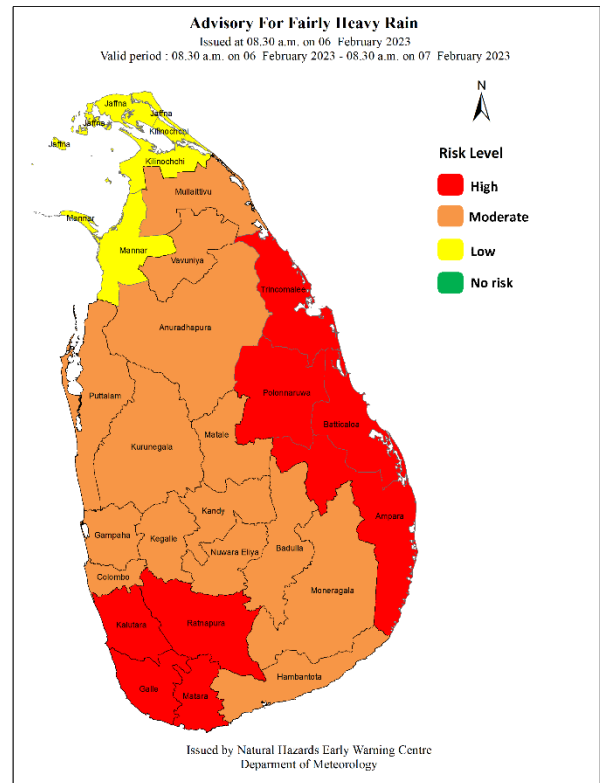 Advisory For Fairly Heavy Rain
Issued at 08.30 a.m. on 06 February 2023
Valid period : 08.30 a.m. on 06 February 2023 - 08.30 a.m. on 07 February 2023
N
Risk Level
High
Moderate
Low
No risk
Jaffna
Jaffna
Jaffna
Kilinochchi
Jaffna
Kilinochchi
Mullaittivu
Mannar
Mannar
Vavuniya
Trincomalee
Anuradhapura
Puttalam
Polonnaruwa
Batticaloa
Matale
Kurunegala
Kandy
Ampara
Gampaha
Kegalle
Nuwara Eliya
Badulla
Colombo
Moneragala
Kalutara
Ratnapura
Hambantota
Galle
Matara
Issued by Natural Hazards Early Warning Centre
Deparment of Meteorology